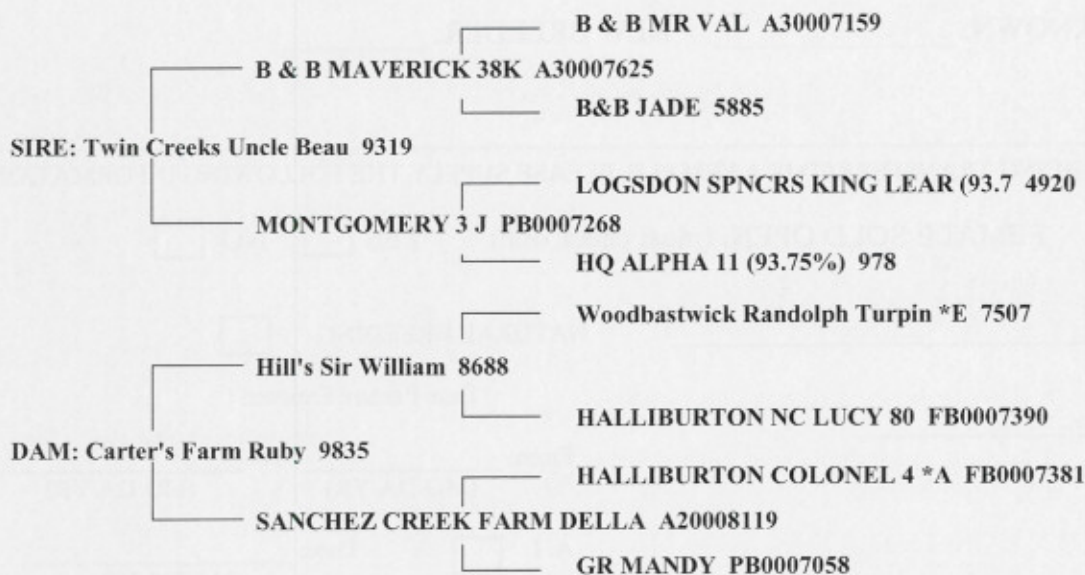 B & B MR VAL A30007159
B & B MAVERICK 38K A30007625
B&B JADE 5885
SIRE: Twin Creeks Uncle Beau 9319
LOGSDON SPNCRS KING LEAR (93.7 4920
MONTGOMERY 3 J PB0007268
HQ ALPHA 11 (93.75%) 978
Woodbastwick Randolph Turpin *E 7507
Hill's Sir William 8688
HALLIBURTON NC LUCY 80 FB0007390
DAM: Carter's Farm Ruby 9835
HALLIBURTON COLONEL 4 *A FB0007381
SANCHEZ CREEK FARM DELLA A20008119
GR MANDY PB0007058